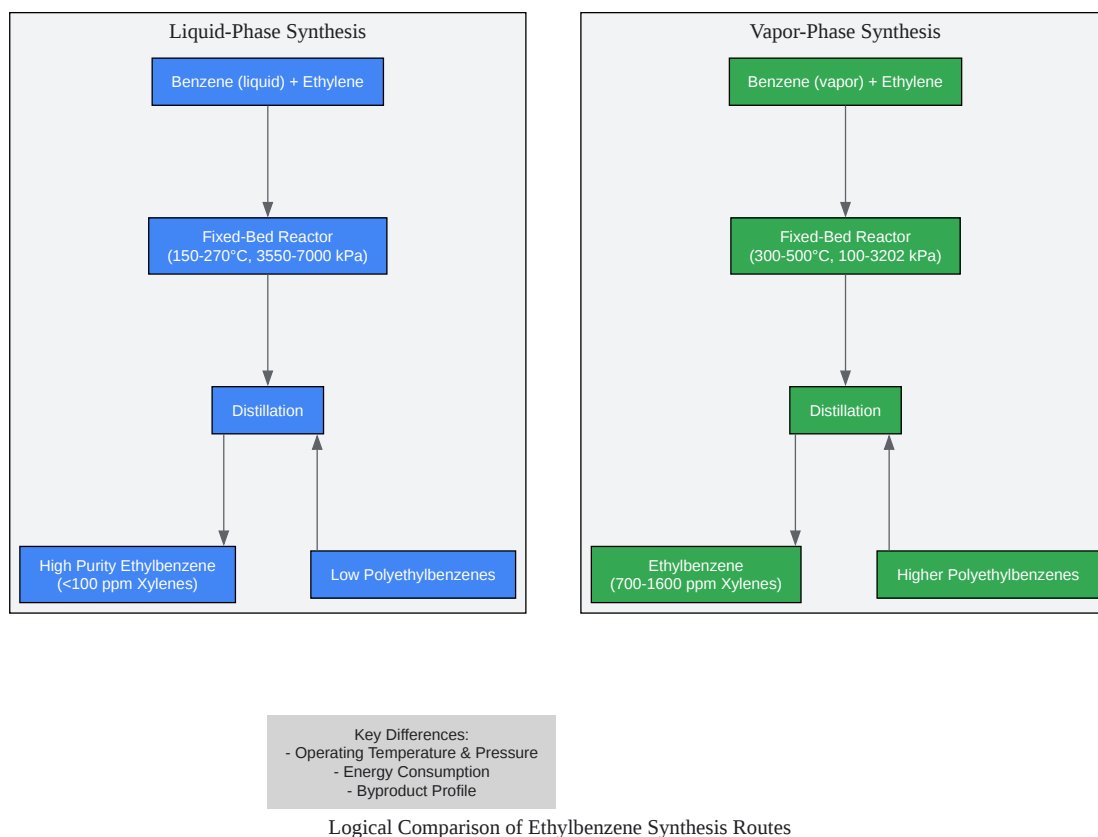 Liquid-Phase Synthesis
Benzene (liquid) + Ethylene
Fixed-Bed Reactor
(150-270°C, 3550-7000 kPa)
Distillation
High Purity Ethylbenzene
(<100 ppm Xylenes)
Low Polyethylbenzenes
Vapor-Phase Synthesis
Benzene (vapor) + Ethylene
Fixed-Bed Reactor
(300-500°C, 100-3202 kPa)
Distillation
Ethylbenzene
(700-1600 ppm Xylenes)
Higher Polyethylbenzenes
Key Differences:
- Operating Temperature & Pressure
- Energy Consumption
- Byproduct Profile
Logical Comparison of Ethylbenzene Synthesis Routes